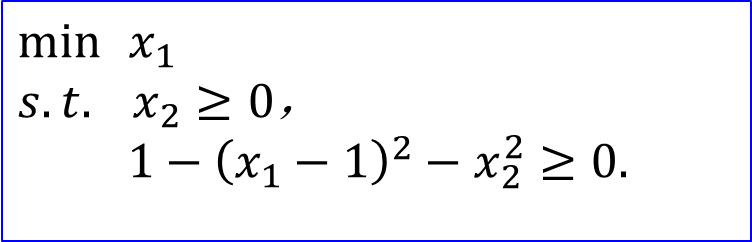 min x₁
s.t. x₂ ≥ 0，
1 − (x₁ − 1)² − x₂² ≥ 0.